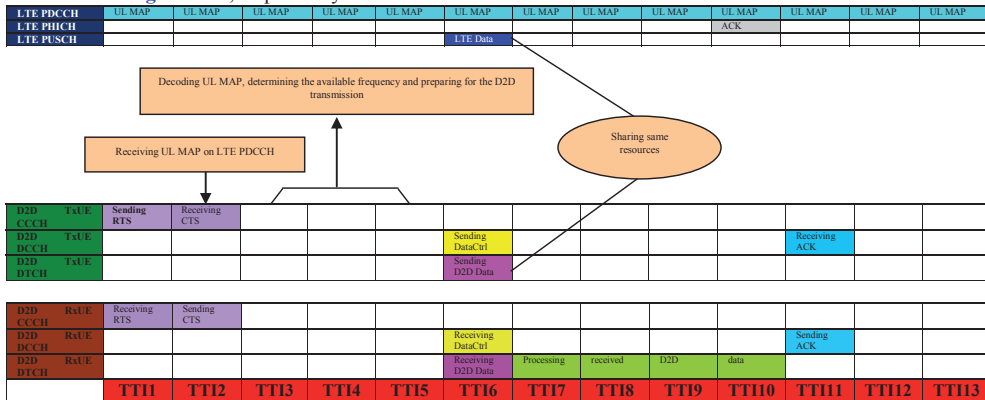 LTE PDCCH UL MAP UL MAP UL MAP UL MAP UL MAP UL MAP UL MAP UL MAP UL MAP UL MAP UL MAP UL MAP UL MAP
LTE PHICH ACK
LTE PUSCH LTE Data
Decoding UL MAP, determining the available frequency and preparing for the D2D
transmission
Receiving UL MAP on LTE PDCCH
Sharing same
resources
D2D TxUE Sending Receiving
CCCH RTS CTS
D2D TxUE Sending Receiving
DCCH DataCtrl ACK
D2D TxUE Sending
DTCH D2D Data
D2D RxUE Receiving Sending
CCCH RTS CTS
D2D RxUE Receiving Sending
DCCH DataCtrl ACK
D2D RxUE Receiving Processing received D2D data
DTCH D2D Data
TTI1 TTI2 TTI3 TTI4 TTI5 TTI6 TTI7 TTI8 TTI9 TTI10 TTI11 TTI12 TTI13